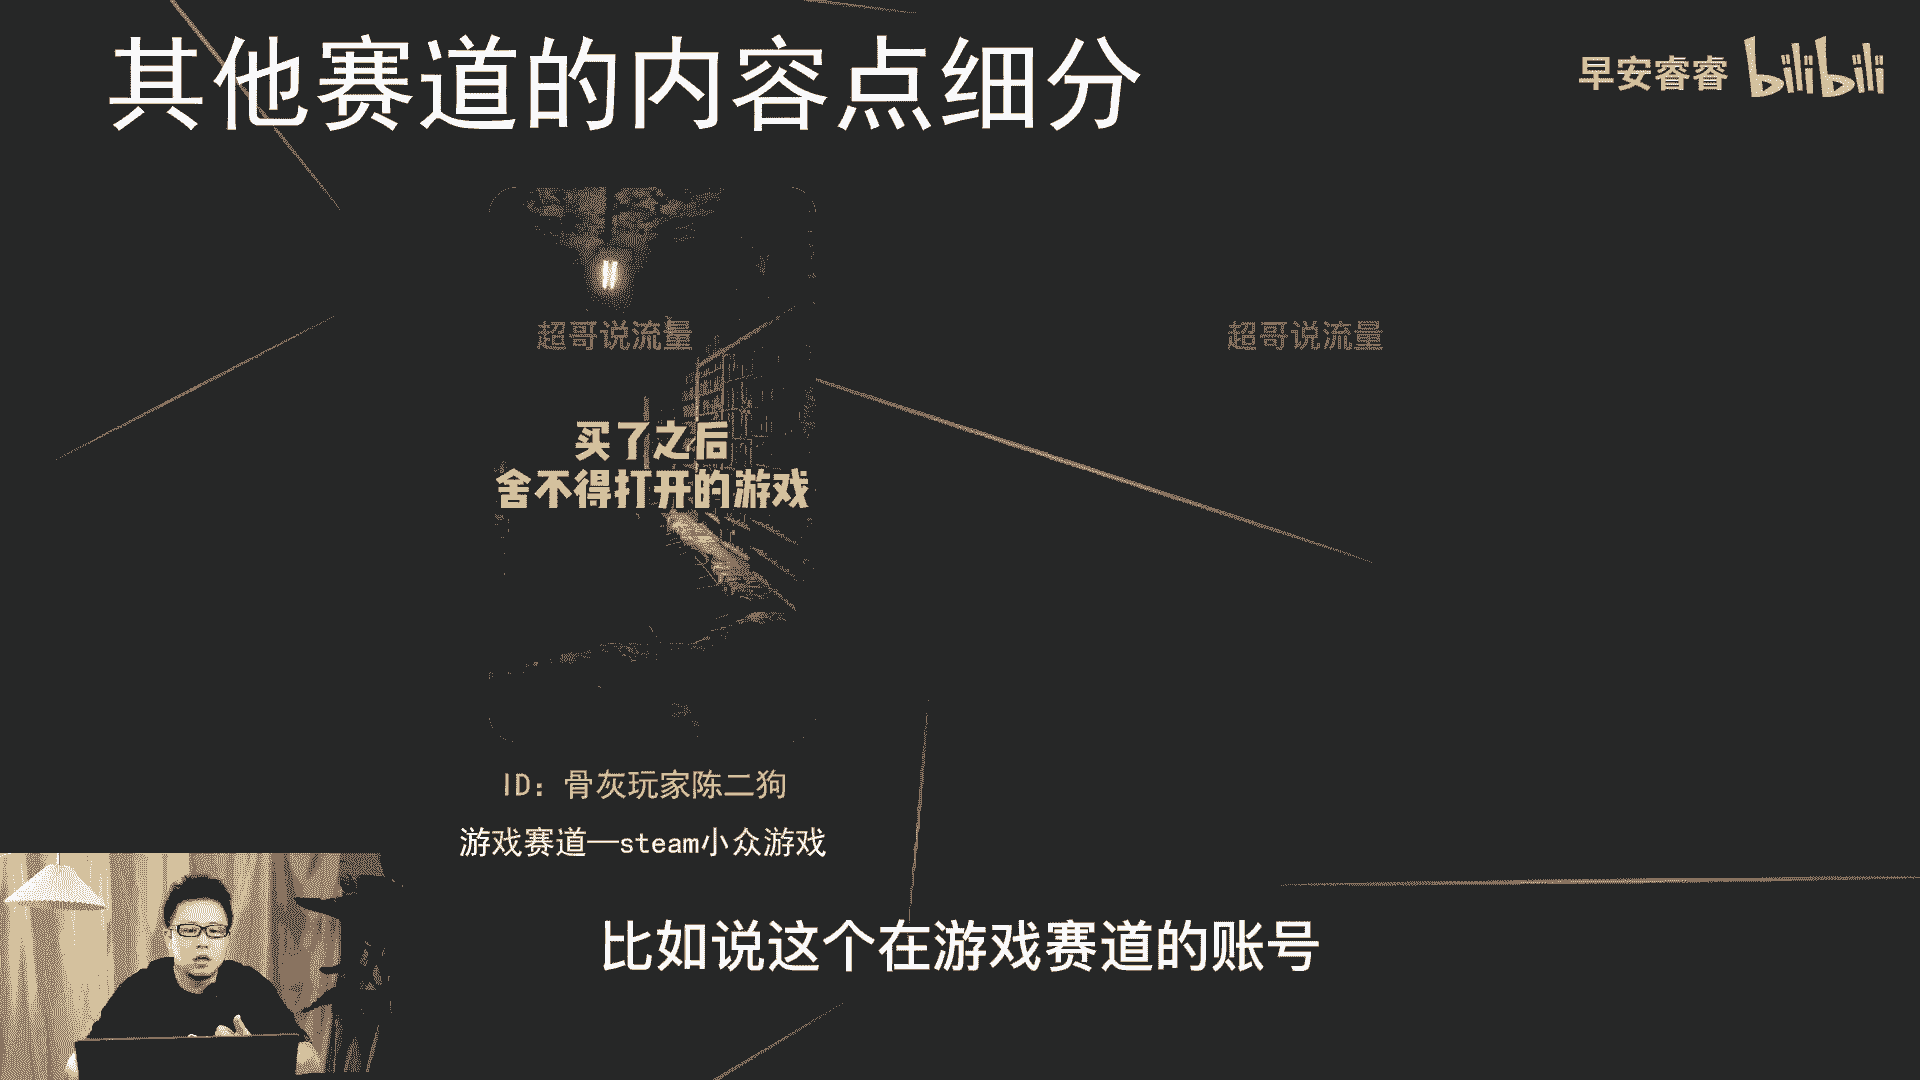 其他赛道的内容点细分
早安睿睿 bilibili
超哥说流量
超哥说流量
买了之后
舍不得打开的游戏
ID：骨灰玩家陈二狗
游戏赛道—steam小众游戏
比如说这个在游戏赛道的账号